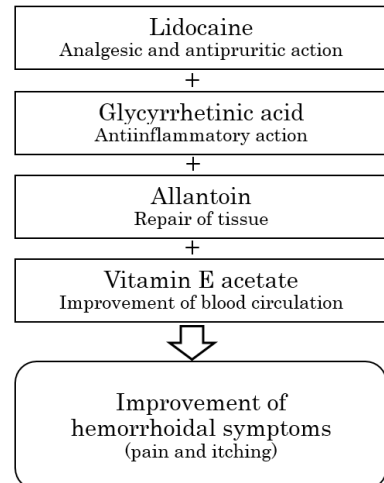 Lidocaine
Analgesic and antipruritic action
+
Glycyrrhetinic acid
Antiinflammatory action
+
Allantoin
Repair of tissue
+
Vitamin E acetate
Improvement of blood circulation
Improvement of
hemorrhoidal symptoms
(pain and itching)